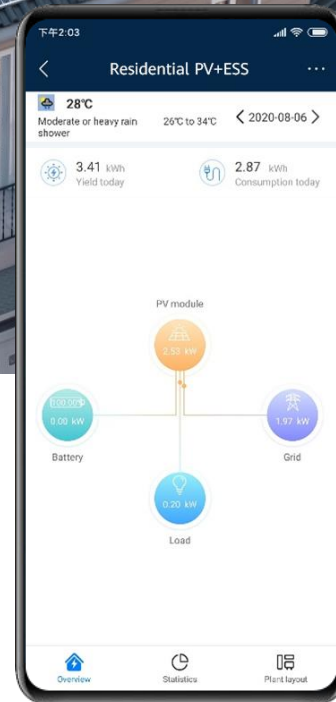 下午2:03
Residential PV+ESS
28℃
Moderate or heavy rain
shower
26℃ to 34℃
2020-08-06
3.41 kWh
Yield today
2.87 kWh
Consumption today
PV module
2.53 kW
100.00%
0.00 kW
Battery
1.97 kW
Grid
0.20 kW
Load
Overview
Statistics
Plant layout